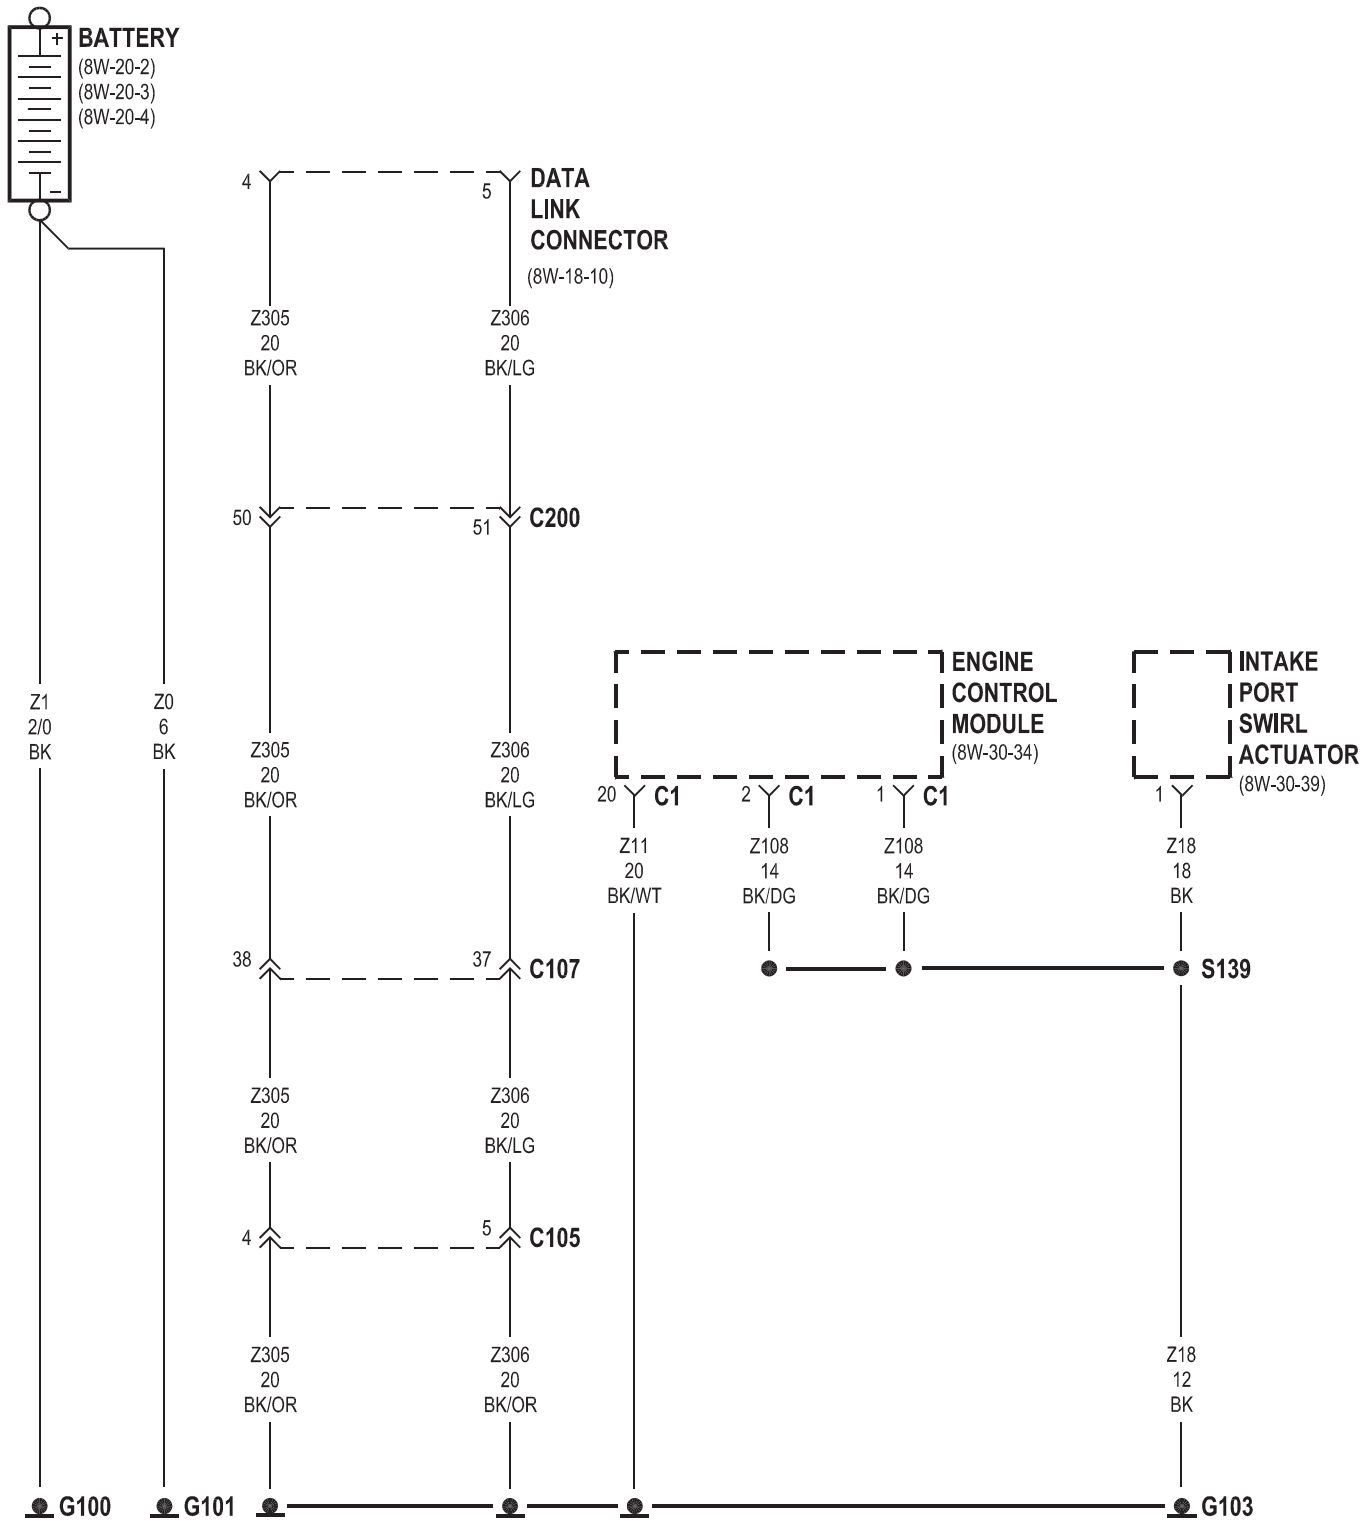 + BATTERY
(8W-20-2)
(8W-20-3)
(8W-20-4)
-
4
5
DATA
LINK
CONNECTOR
(8W-18-10)
Z305
20
BK/OR
Z306
20
BK/LG
50
51
C200
Z1
2/0
BK
Z0
6
BK
Z305
20
BK/OR
Z306
20
BK/LG
ENGINE
CONTROL
MODULE
(8W-30-34)
INTAKE
PORT
SWIRL
ACTUATOR
(8W-30-39)
20 C1
2 C1
1 C1
1
Z11
20
BK/WT
Z108
14
BK/DG
Z108
14
BK/DG
Z18
18
BK
38
37
C107
S139
Z305
20
BK/OR
Z306
20
BK/LG
4
5
C105
Z305
20
BK/OR
Z306
20
BK/OR
Z18
12
BK
G100
G101
G103